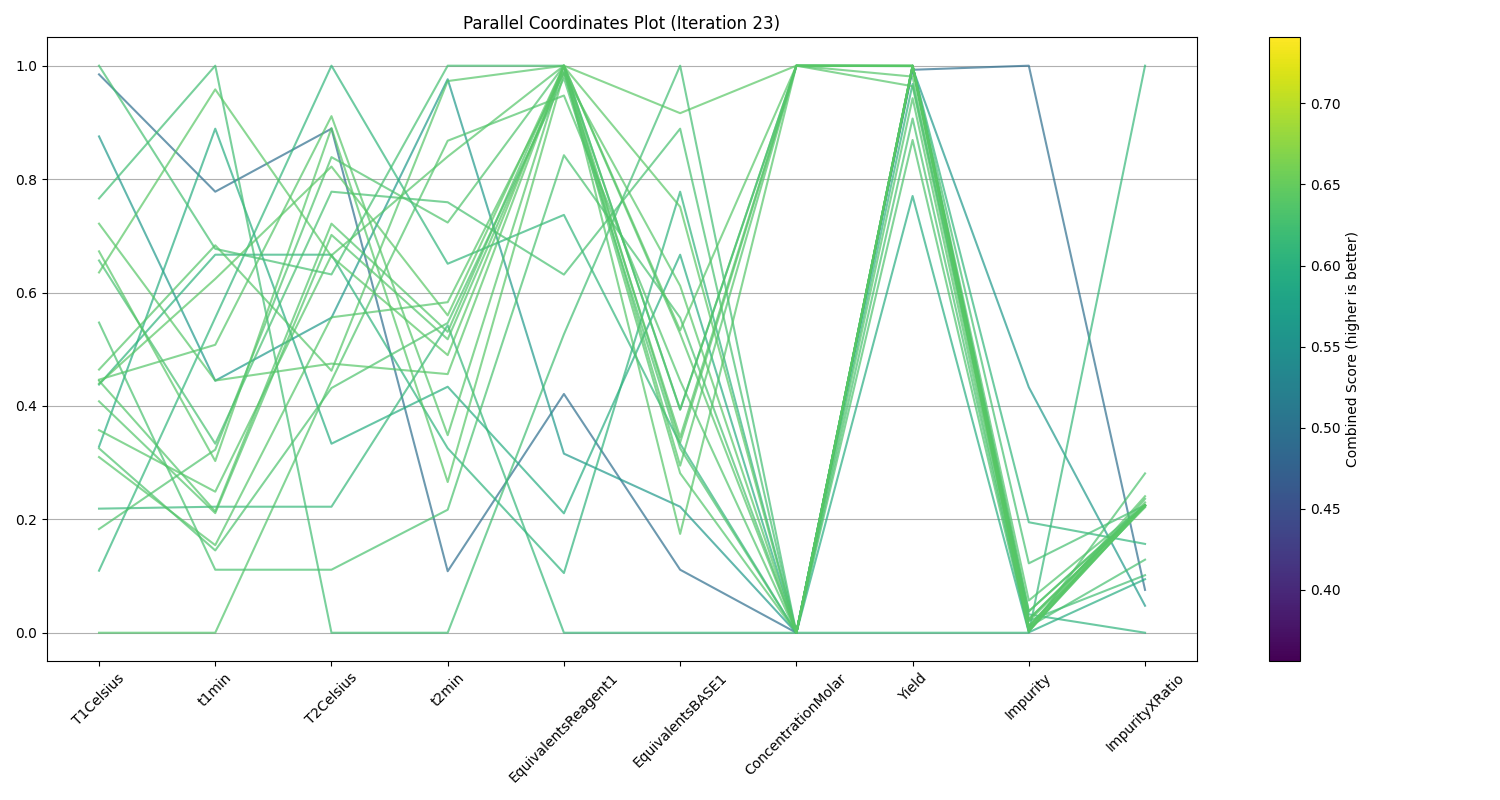 Parallel Coordinates Plot (Iteration 23)
1.0
0.8
0.6
0.4
0.2
0.0
T1Celsius
t1min
T2Celsius
t2min
EquivalentsReagent1
EquivalentsBASE1
ConcentrationMolar
Yield
Impurity
ImpurityXRatio
0.70
0.65
0.60
0.55
0.50
0.45
0.40
Combined Score (higher is better)